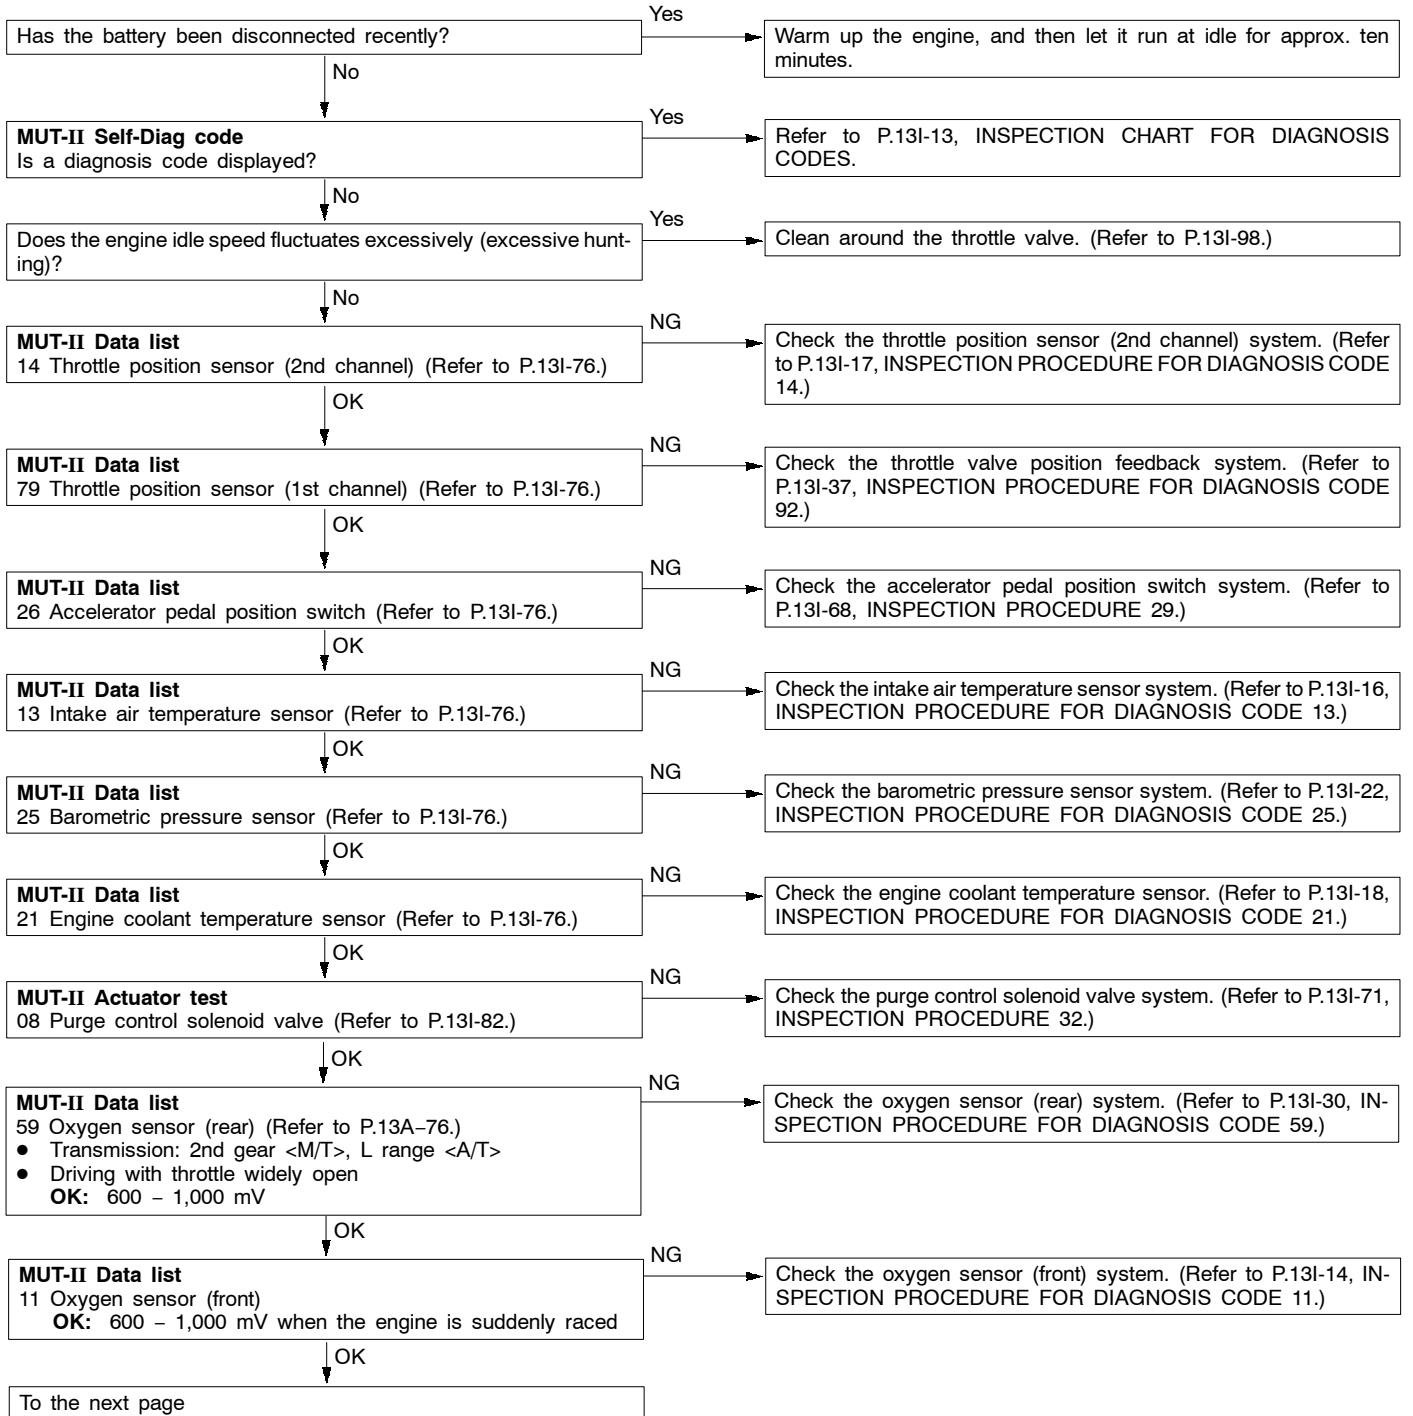 Has the battery been disconnected recently?
Yes
Warm up the engine, and then let it run at idle for approx. ten
minutes.
No
MUT-II Self-Diag code
Is a diagnosis code displayed?
Yes
Refer to P.13I-13, INSPECTION CHART FOR DIAGNOSIS
CODES.
No
Does the engine idle speed fluctuates excessively (excessive hunt-
ing)?
Yes
Clean around the throttle valve. (Refer to P.13I-98.)
No
MUT-II Data list
14 Throttle position sensor (2nd channel) (Refer to P.13I-76.)
NG
Check the throttle position sensor (2nd channel) system. (Refer
to P.13I-17, INSPECTION PROCEDURE FOR DIAGNOSIS CODE
14.)
OK
MUT-II Data list
79 Throttle position sensor (1st channel) (Refer to P.13I-76.)
NG
Check the throttle valve position feedback system. (Refer to
P.13I-37, INSPECTION PROCEDURE FOR DIAGNOSIS CODE
92.)
OK
MUT-II Data list
26 Accelerator pedal position switch (Refer to P.13I-76.)
NG
Check the accelerator pedal position switch system. (Refer to
P.13I-68, INSPECTION PROCEDURE 29.)
OK
MUT-II Data list
13 Intake air temperature sensor (Refer to P.13I-76.)
NG
Check the intake air temperature sensor system. (Refer to P.13I-16,
INSPECTION PROCEDURE FOR DIAGNOSIS CODE 13.)
OK
MUT-II Data list
25 Barometric pressure sensor (Refer to P.13I-76.)
NG
Check the barometric pressure sensor system. (Refer to P.13I-22,
INSPECTION PROCEDURE FOR DIAGNOSIS CODE 25.)
OK
MUT-II Data list
21 Engine coolant temperature sensor (Refer to P.13I-76.)
NG
Check the engine coolant temperature sensor. (Refer to P.13I-18,
INSPECTION PROCEDURE FOR DIAGNOSIS CODE 21.)
OK
MUT-II Actuator test
08 Purge control solenoid valve (Refer to P.13I-82.)
NG
Check the purge control solenoid valve system. (Refer to P.13I-71,
INSPECTION PROCEDURE 32.)
OK
MUT-II Data list
59 Oxygen sensor (rear) (Refer to P.13A–76.)
● Transmission: 2nd gear <M/T>, L range <A/T>
● Driving with throttle widely open
OK: 600 – 1,000 mV
NG
Check the oxygen sensor (rear) system. (Refer to P.13I-30, IN-
SPECTION PROCEDURE FOR DIAGNOSIS CODE 59.)
OK
MUT-II Data list
11 Oxygen sensor (front)
OK: 600 – 1,000 mV when the engine is suddenly raced
NG
Check the oxygen sensor (front) system. (Refer to P.13I-14, IN-
SPECTION PROCEDURE FOR DIAGNOSIS CODE 11.)
OK
To the next page